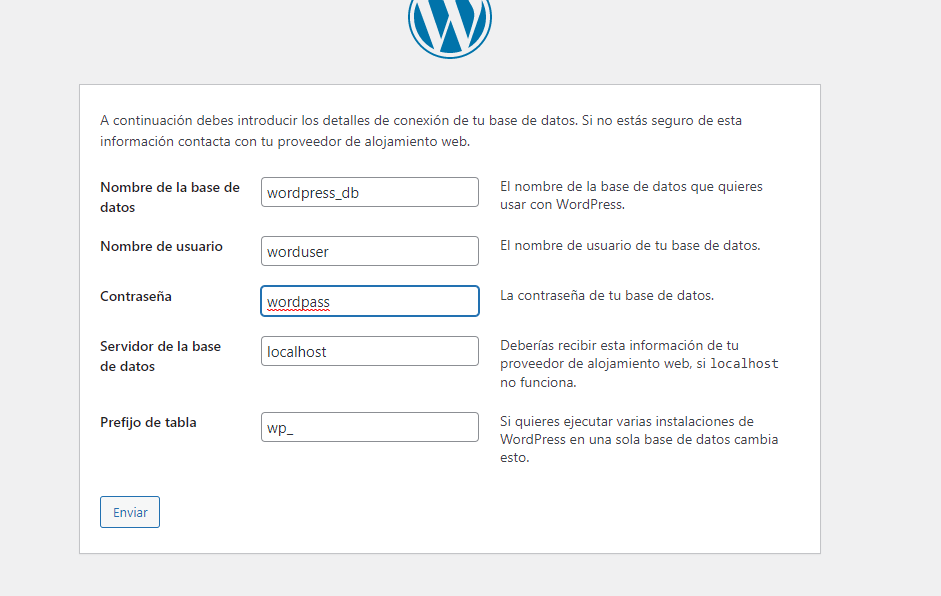 A continuación debes introducir los detalles de conexión de tu base de datos. Si no estás seguro de esta
información contacta con tu proveedor de alojamiento web.
Nombre de la base de
datos
wordpress_db
El nombre de la base de datos que quieres
usar con WordPress.
Nombre de usuario
worduser
El nombre de usuario de tu base de datos.
Contraseña
wordpass
La contraseña de tu base de datos.
Servidor de la base
de datos
localhost
Deberías recibir esta información de tu
proveedor de alojamiento web, si localhost
no funciona.
Prefijo de tabla
wp_
Si quieres ejecutar varias instalaciones de
WordPress en una sola base de datos cambia
esto.
Enviar